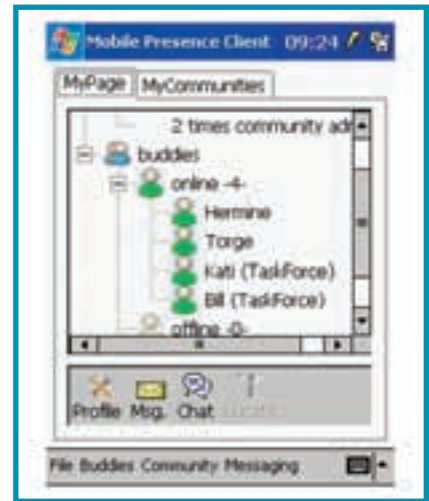 Mobile Presence Client 09:24
MyPage MyCommunities
2 times community adr
buddies
online -4-
Hermine
Torge
Kati (TaskForce)
Bill (TaskForce)
offline -0-
Profile Msg. Chat
File Buddies Community Messaging